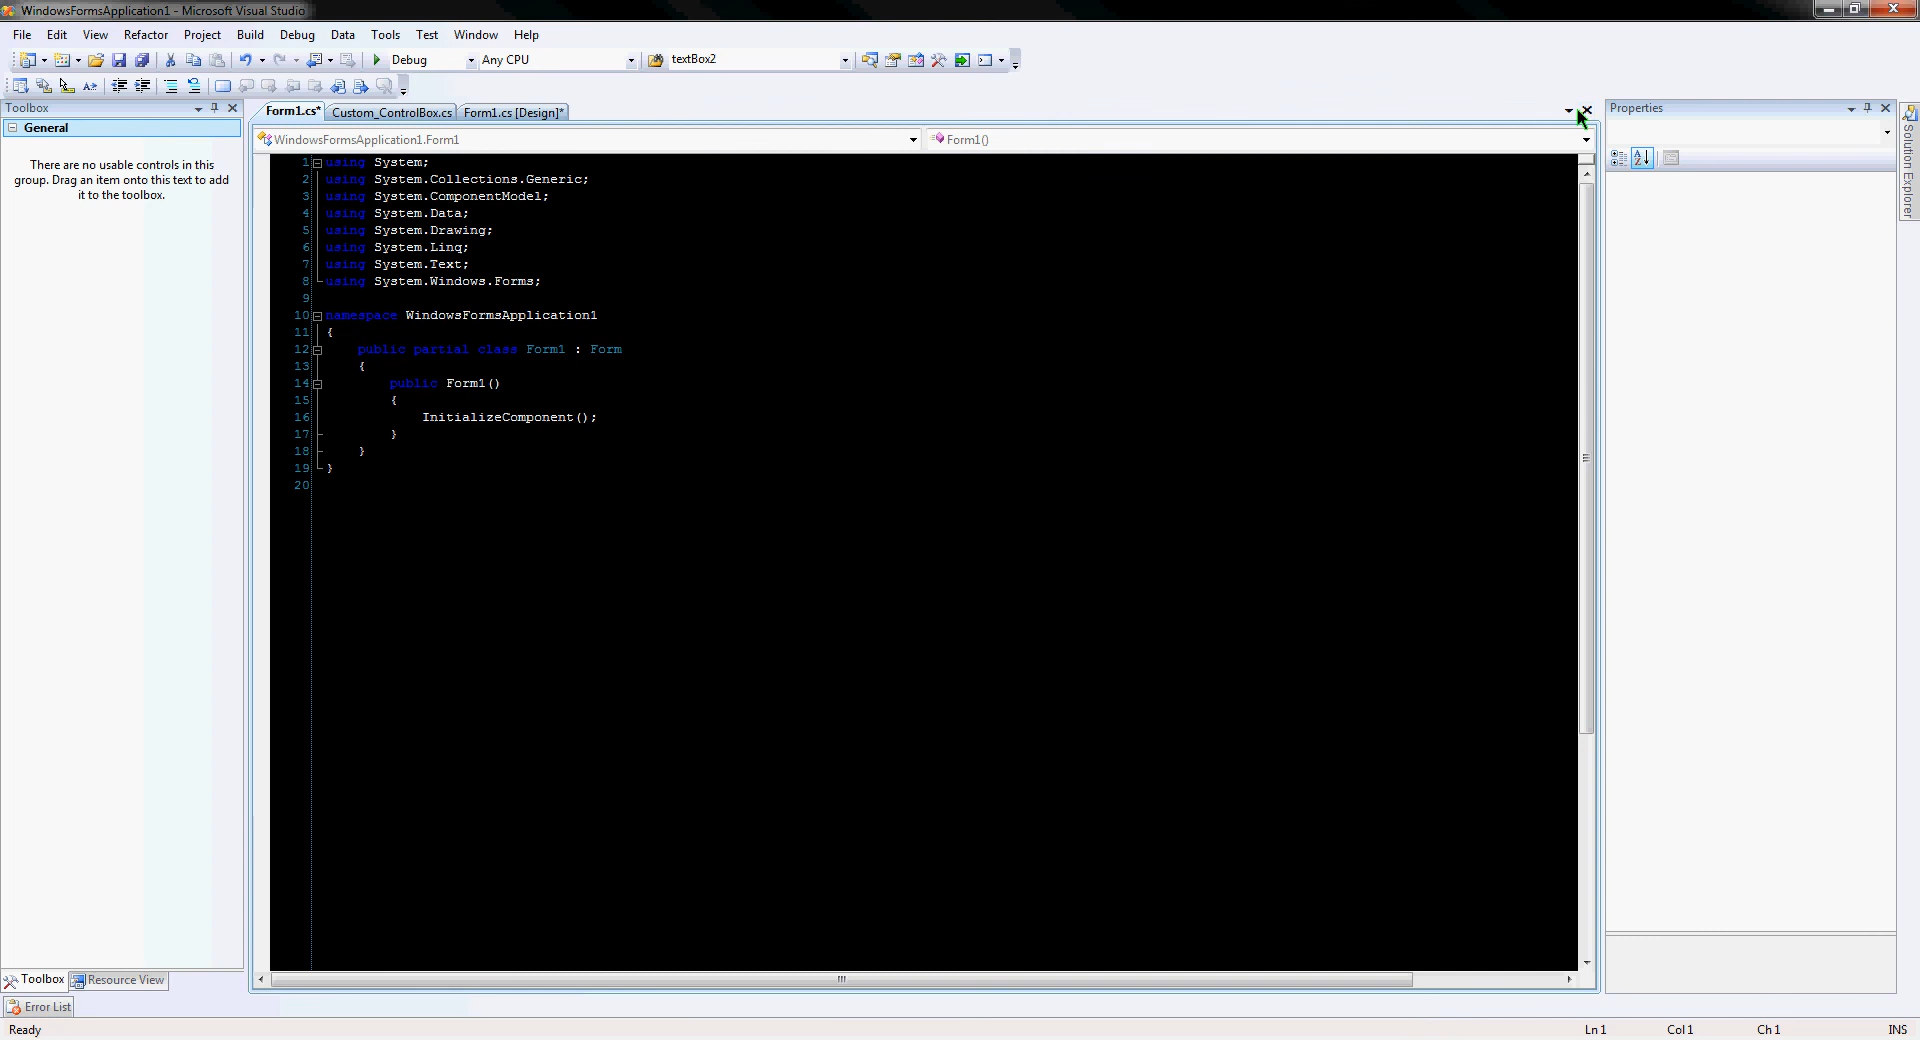 WindowsFormsApplication1 - Microsoft Visual Studio
File Edit View Refactor Project Build Debug Data Tools Test Window Help
Debug Any CPU textBox2
Toolbox
General
There are no usable controls in this
group. Drag an item onto this text to add
it to the toolbox.
Form1.cs* Custom_ControlBox.cs Form1.cs [Design]*
WindowsFormsApplication1.Form1 Form1()
1 using System;
2 using System.Collections.Generic;
3 using System.ComponentModel;
4 using System.Data;
5 using System.Drawing;
6 using System.Linq;
7 using System.Text;
8 using System.Windows.Forms;
9
10 namespace WindowsFormsApplication1
11 {
12 public partial class Form1 : Form
13 {
14 public Form1()
15 {
16 InitializeComponent();
17 }
18 }
19 }
20
Properties
Solution Explorer
Toolbox Resource View
Error List
Ready Ln 1 Col 1 Ch 1 INS